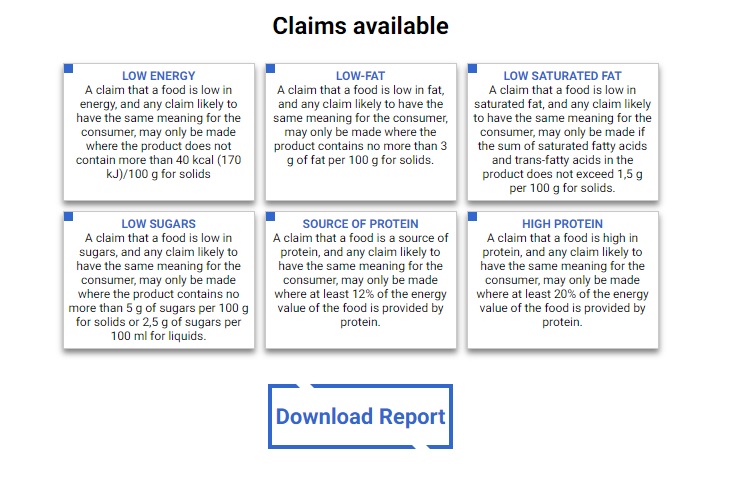 Claims available
LOW ENERGY
A claim that a food is low in
energy, and any claim likely to
have the same meaning for the
consumer, may only be made
where the product does not
contain more than 40 kcal (170
kJ)/100 g for solids
LOW-FAT
A claim that a food is low in fat,
and any claim likely to have the
same meaning for the consumer,
may only be made where the
product contains no more than 3
g of fat per 100 g for solids.
LOW SATURATED FAT
A claim that a food is low in
saturated fat, and any claim likely
to have the same meaning for the
consumer, may only be made if
the sum of saturated fatty acids
and trans-fatty acids in the
product does not exceed 1,5 g
per 100 g for solids.
LOW SUGARS
A claim that a food is low in
sugars, and any claim likely to
have the same meaning for the
consumer, may only be made
where the product contains no
more than 5 g of sugars per 100 g
for solids or 2,5 g of sugars per
100 ml for liquids.
SOURCE OF PROTEIN
A claim that a food is a source of
protein, and any claim likely to
have the same meaning for the
consumer, may only be made
where at least 12% of the energy
value of the food is provided by
protein.
HIGH PROTEIN
A claim that a food is high in
protein, and any claim likely to
have the same meaning for the
consumer, may only be made
where at least 20% of the energy
value of the food is provided by
protein.
Download Report